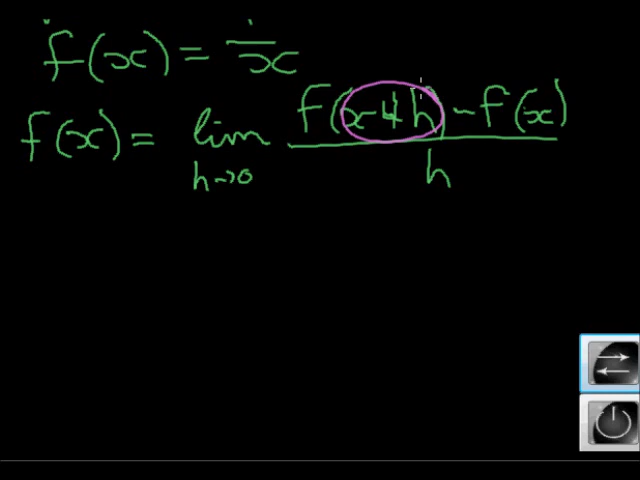 f(x) = 1/x
f(x) = lim h→0 f(x+h) - f(x) / h